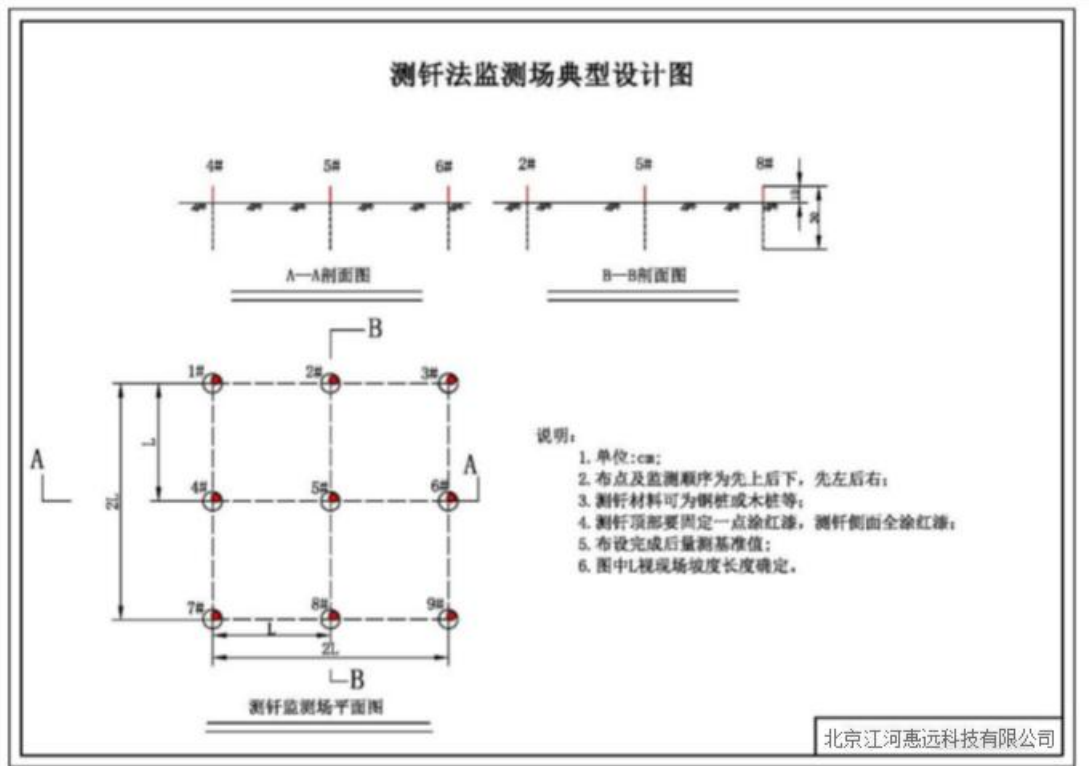 测钎法监测场典型设计图
4# 5# 6# 2# 5# 8#
30
A—A剖面图 B—B剖面图
B
1# 2# 3#
L
A A
4# 5# 6#
2L
说明:
1.单位:cm;
2.布点及监测顺序为先上后下，先左后右;
3.测钎材料可为钢桩或木桩等;
4.测钎顶部要固定一点涂红漆，测钎侧面全涂红漆;
5.布设完成后量测基准值;
6.图中L视现场坡度长度确定。
7# 8# 9#
L
2L
B
测钎监测场平面图
北京江河惠远科技有限公司